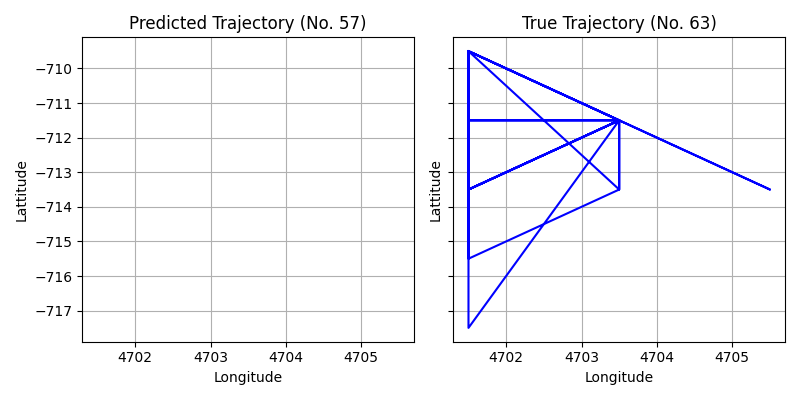 Predicted Trajectory (No. 57)
−710
−711
−712
−713
−714
−715
−716
−717
Lattitude
4702 4703 4704 4705
Longitude
True Trajectory (No. 63)
Lattitude
4702 4703 4704 4705
Longitude